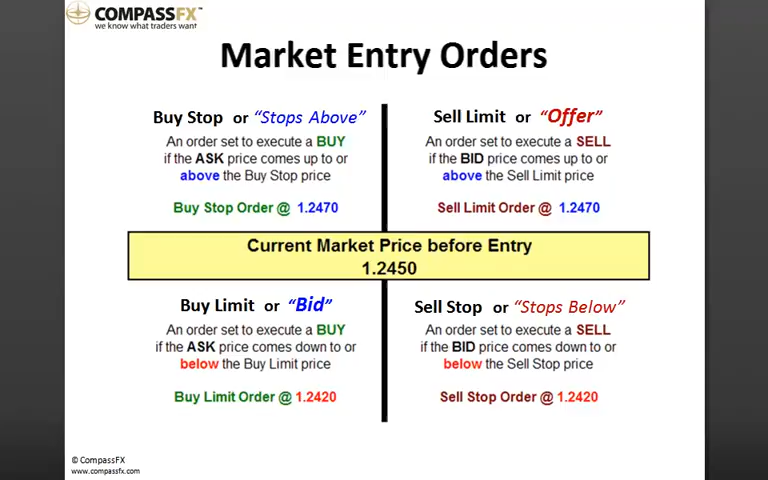 COMPASSFX™
we know what traders want
Market Entry Orders
Buy Stop or "Stops Above"
An order set to execute a BUY
if the ASK price comes up to or
above the Buy Stop price
Buy Stop Order @ 1.2470
Sell Limit or "Offer"
An order set to execute a SELL
if the BID price comes up to or
above the Sell Limit price
Sell Limit Order @ 1.2470
Current Market Price before Entry
1.2450
Buy Limit or "Bid"
An order set to execute a BUY
if the ASK price comes down to or
below the Buy Limit price
Buy Limit Order @ 1.2420
Sell Stop or "Stops Below"
An order set to execute a SELL
if the BID price comes down to or
below the Sell Stop price
Sell Stop Order @ 1.2420
© CompassFX
www.compassfx.com